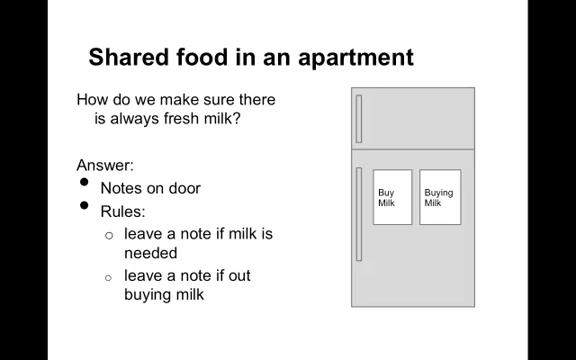 Shared food in an apartment
How do we make sure there
is always fresh milk?
Answer:
• Notes on door
• Rules:
o leave a note if milk is
needed
o leave a note if out
buying milk
Buy
Milk
Buying
Milk